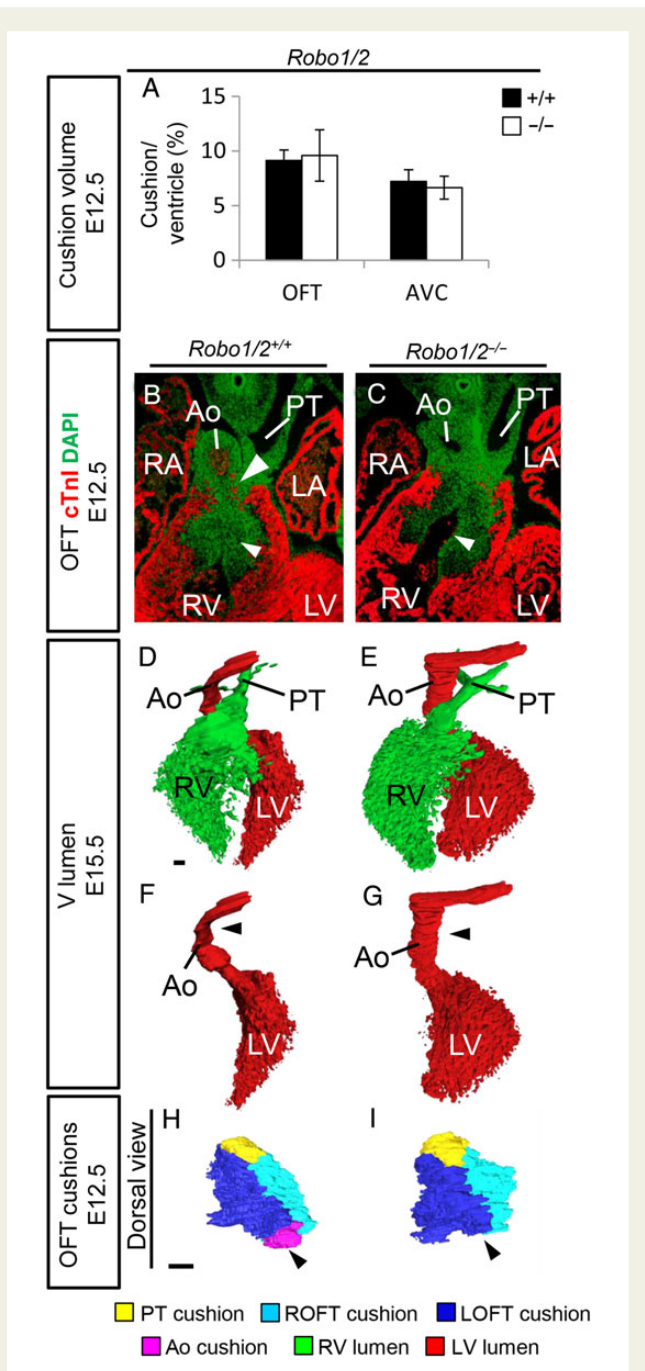 Robo1/2
Cushion volume
E12.5
A
15
10
5
0
Cushion/
ventricle (%)
+/+
–/–
OFT
AVC
OFT cTnI DAPI
E12.5
Robo1/2+/+
Robo1/2–/–
B
Ao
PT
RA
LA
RV
LV
C
Ao
PT
RA
LA
RV
LV
V lumen
E15.5
D
Ao
PT
RV
LV
E
Ao
PT
RV
LV
F
Ao
LV
G
Ao
LV
OFT cushions
E12.5
Dorsal view
H
I
PT cushion
ROFT cushion
LOFT cushion
Ao cushion
RV lumen
LV lumen